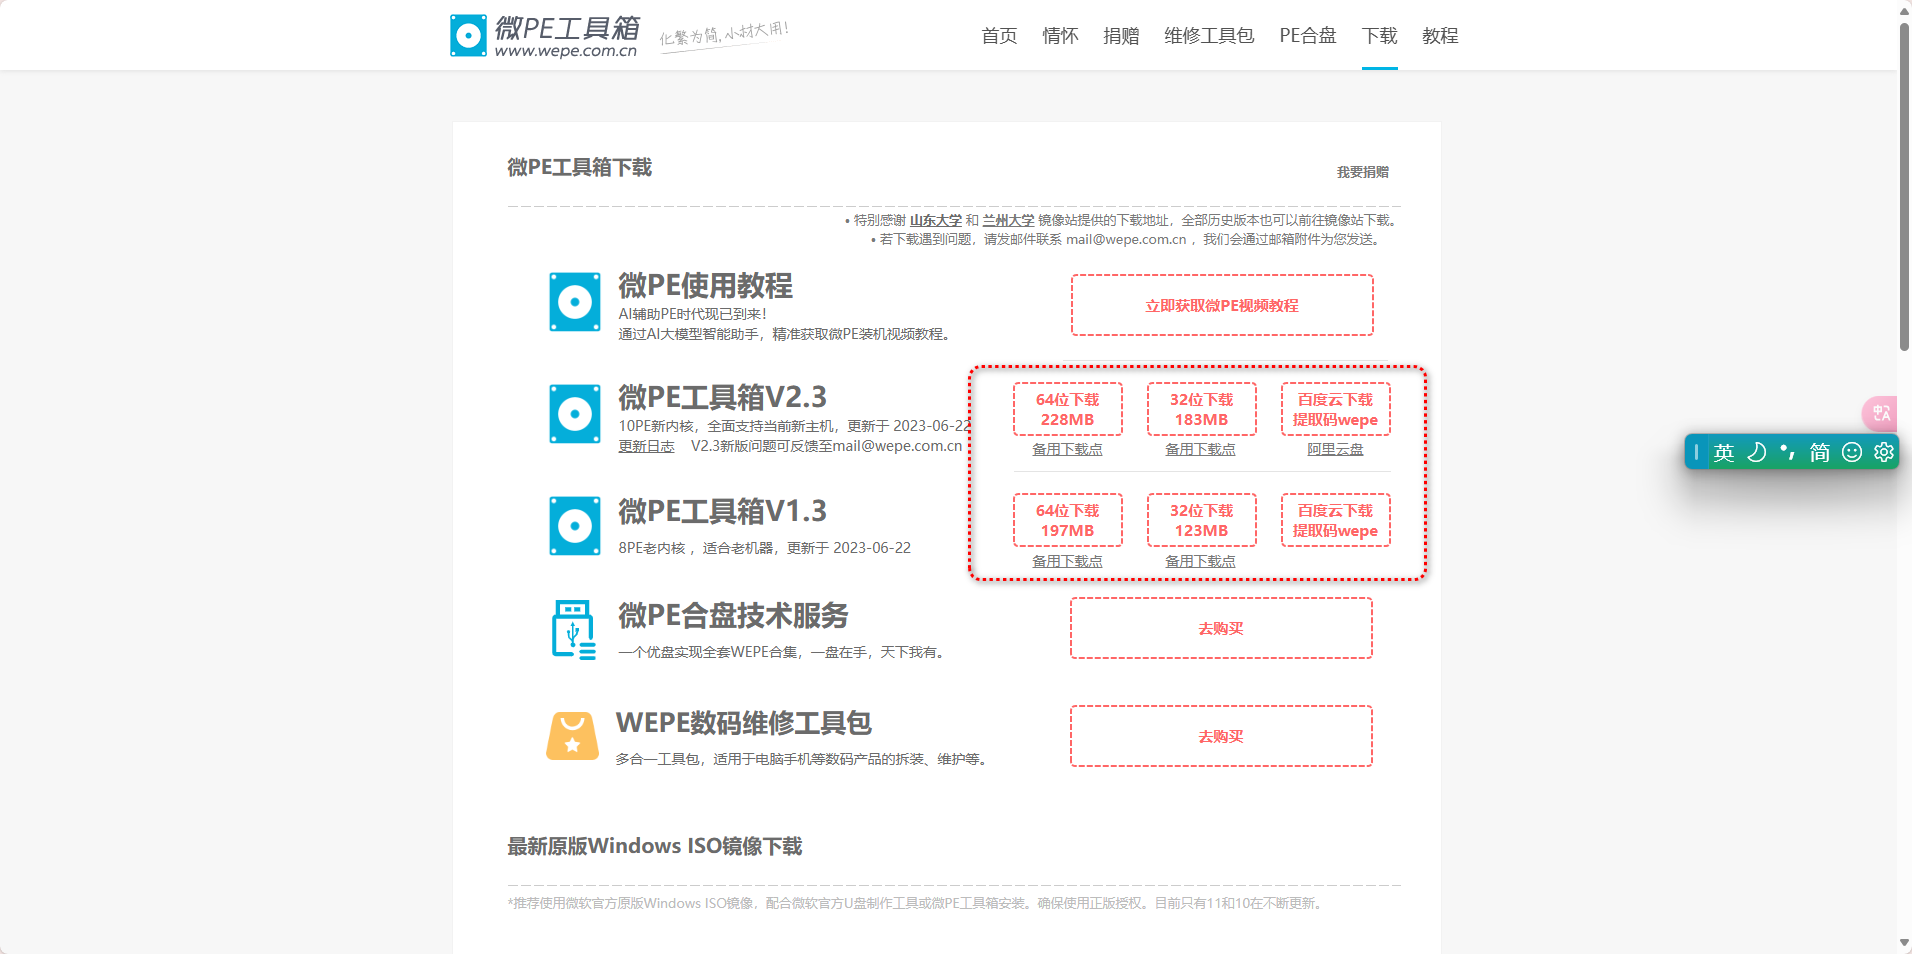 微PE工具箱
www.wepe.com.cn
化繁为简,小材大用!
首页 情怀 捐赠 维修工具包 PE合盘 下载 教程
微PE工具箱下载
我要捐赠
• 特别感谢 山东大学 和 兰州大学 镜像站提供的下载地址，全部历史版本也可以前往镜像站下载。
• 若下载遇到问题，请发邮件联系 mail@wepe.com.cn ，我们会通过邮箱附件为您发送。
微PE使用教程
AI辅助PE时代现已到来！
通过AI大模型智能助手，精准获取微PE装机视频教程。
立即获取微PE视频教程
微PE工具箱V2.3
10PE新内核，全面支持当前新主机，更新于 2023-06-22
更新日志 V2.3新版问题可反馈至mail@wepe.com.cn
64位下载
228MB
备用下载点
32位下载
183MB
备用下载点
百度云下载
提取码wepe
阿里云盘
微PE工具箱V1.3
8PE老内核 ，适合老机器，更新于 2023-06-22
64位下载
197MB
备用下载点
32位下载
123MB
备用下载点
百度云下载
提取码wepe
微PE合盘技术服务
一个优盘实现全套WEPE合集，一盘在手，天下我有。
去购买
WEPE数码维修工具包
多合一工具包，适用于电脑手机等数码产品的拆装、维护等。
去购买
最新原版Windows ISO镜像下载
*推荐使用微软官方原版Windows ISO镜像，配合微软官方U盘制作工具或微PE工具箱安装。确保使用正版授权。目前只有11和10在不断更新。
英 简